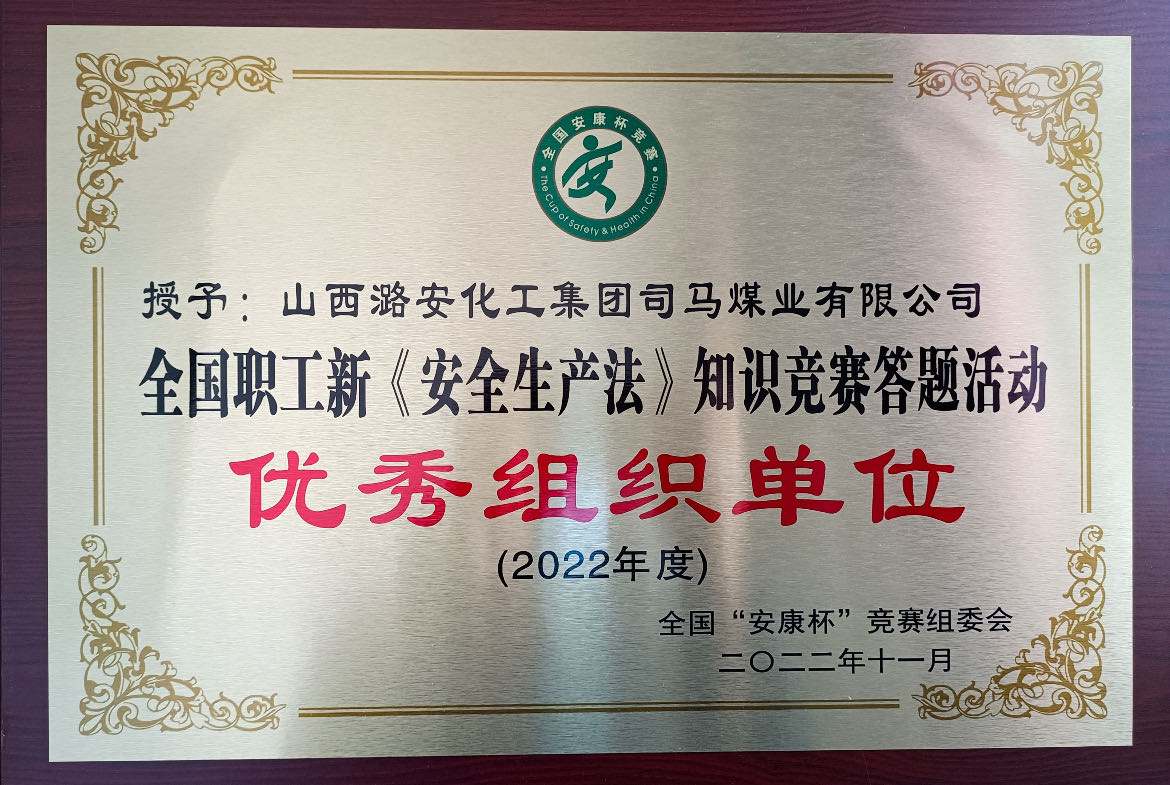 全国安康杯竞赛
The Cup of Safety & Health in China
安
授予：山西潞安化工集团司马煤业有限公司
全国职工新《安全生产法》知识竞赛答题活动
优秀组织单位
(2022年度)
全国“安康杯”竞赛组委会
二〇二二年十一月